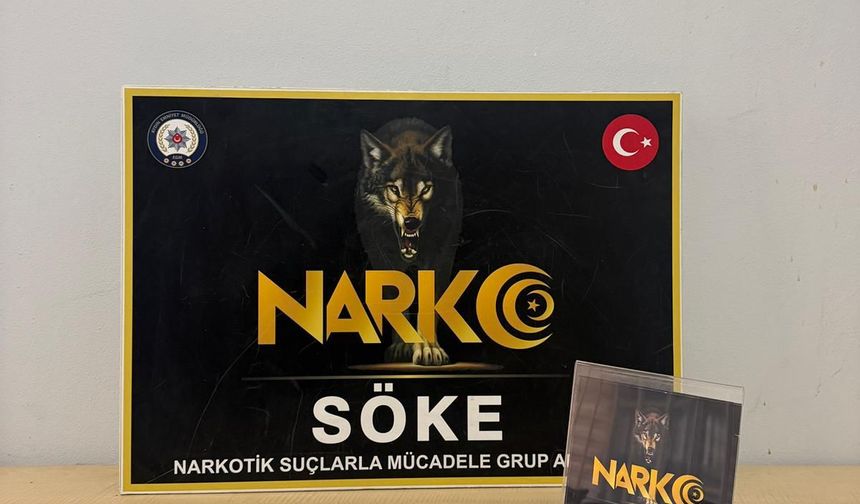 NARKO
SÖKE
NARKOTİK SUÇLARLA MÜCADELE GRUP
NARKO